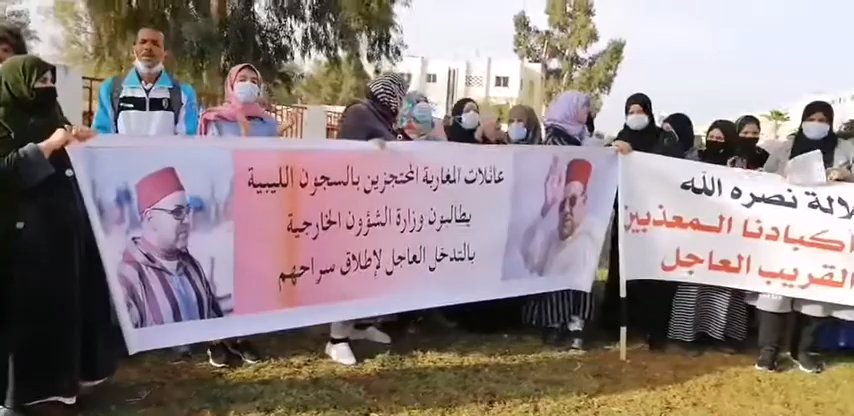 عائلات المغاربة المحتجزين بالسجون الليبية
يطالبون وزارة الشؤون الخارجية
بالتدخل العاجل لإطلاق سراحهم
جلالة نصره الله
أكبادنا المعذبين
القريب العاجل